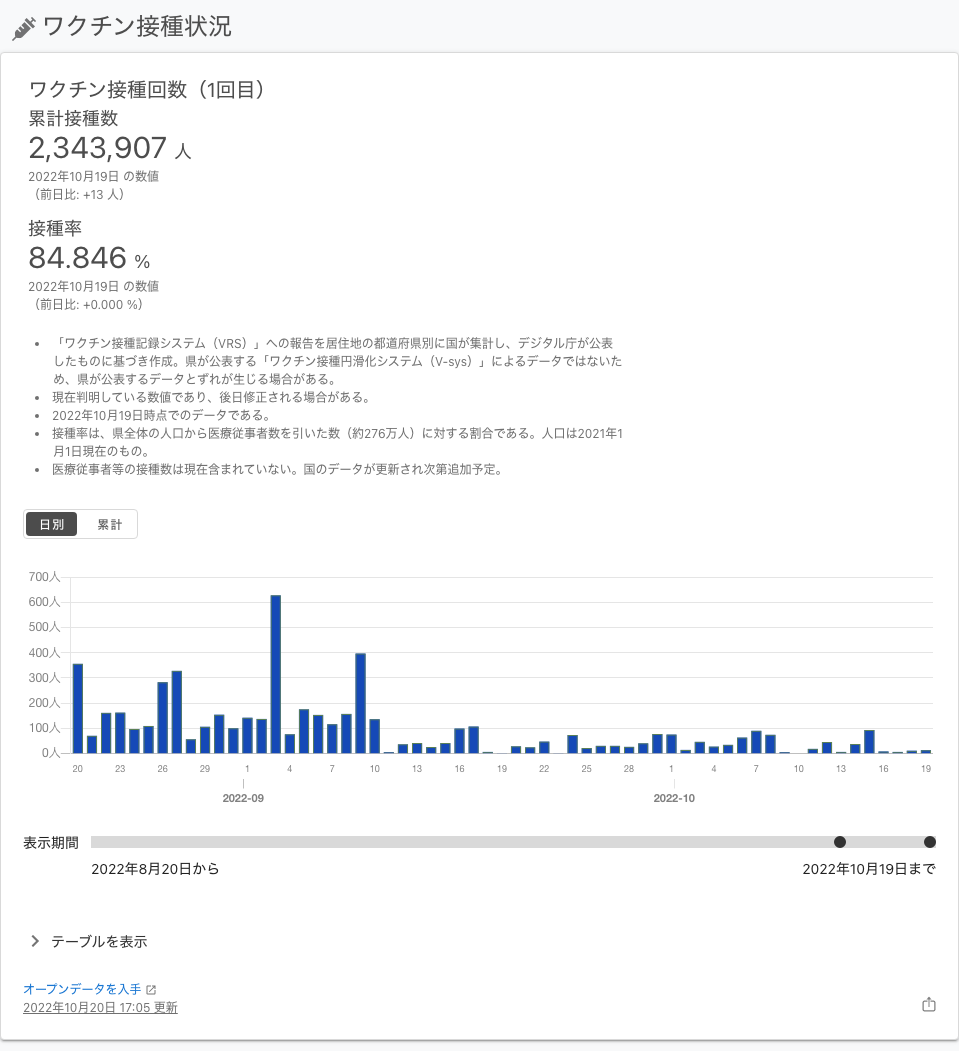 ワクチン接種状況
ワクチン接種回数（1回目）
累計接種数
2,343,907 人
2022年10月19日 の数値
（前日比: +13 人）
接種率
84.846 %
2022年10月19日 の数値
（前日比: +0.000 %）
「ワクチン接種記録システム（VRS）」への報告を居住地の都道府県別に国が集計し、デジタル庁が公表
したものに基づき作成。県が公表する「ワクチン接種円滑化システム（V-sys）」によるデータではないた
め、県が公表するデータとずれが生じる場合がある。
現在判明している数値であり、後日修正される場合がある。
2022年10月19日時点でのデータである。
接種率は、県全体の人口から医療従事者数を引いた数（約276万人）に対する割合である。人口は2021年1
月1日現在のもの。
医療従事者等の接種数は現在含まれていない。国のデータが更新され次第追加予定。
日別 累計
700人
600人
500人
400人
300人
200人
100人
0人
20 23 26 29 1 4 7 10 13 16 19 22 25 28 1 4 7 10 13 16 19
2022-09 2022-10
表示期間
2022年8月20日から 2022年10月19日まで
テーブルを表示
オープンデータを入手
2022年10月20日 17:05 更新